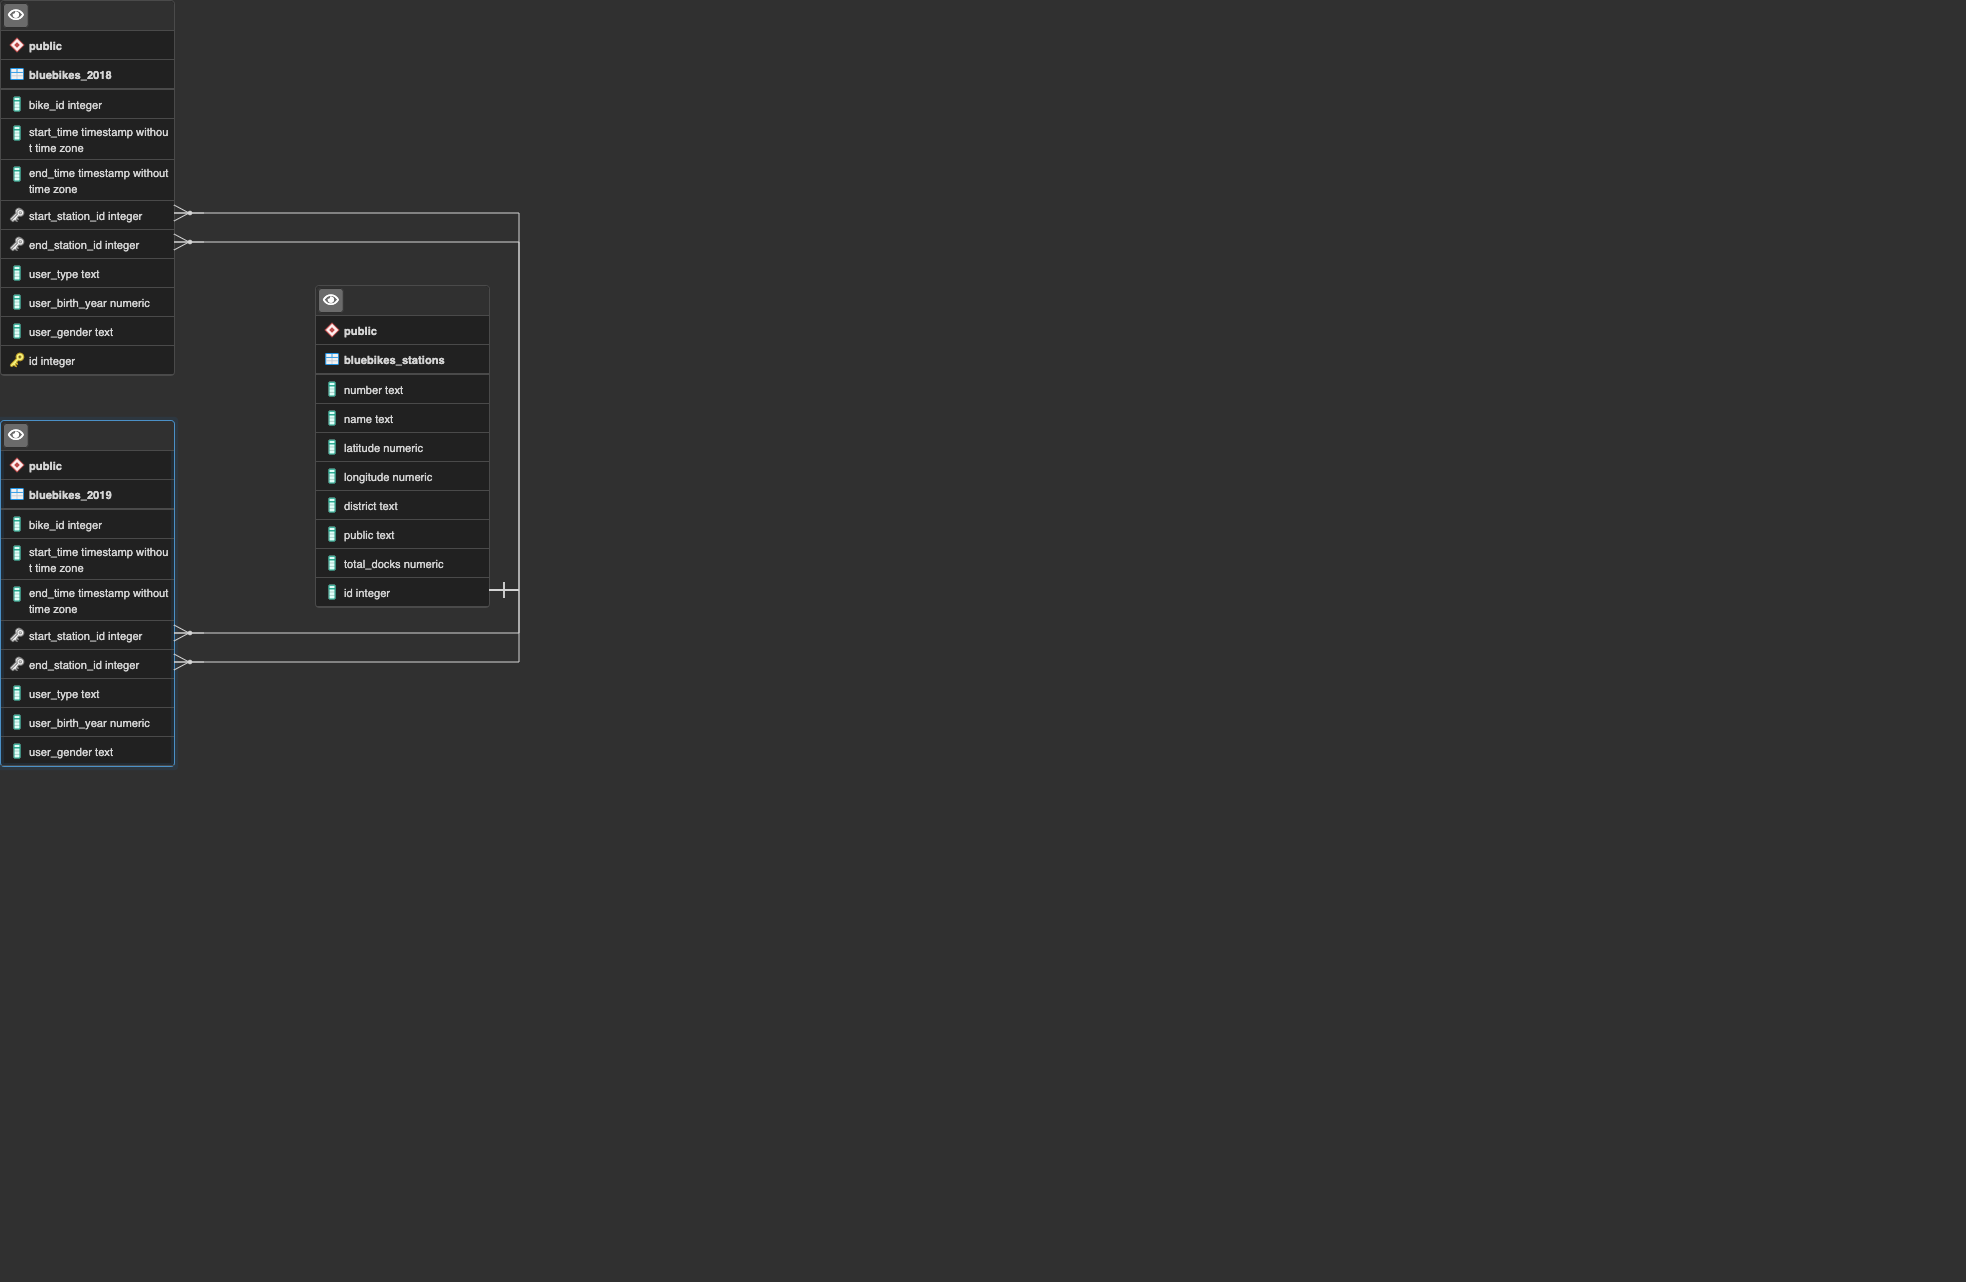 public
bluebikes_2018
bike_id integer
start_time timestamp withou
t time zone
end_time timestamp without
time zone
start_station_id integer
end_station_id integer
user_type text
user_birth_year numeric
user_gender text
id integer
public
bluebikes_stations
number text
name text
latitude numeric
longitude numeric
district text
public text
total_docks numeric
id integer
public
bluebikes_2019
bike_id integer
start_time timestamp withou
t time zone
end_time timestamp without
time zone
start_station_id integer
end_station_id integer
user_type text
user_birth_year numeric
user_gender text